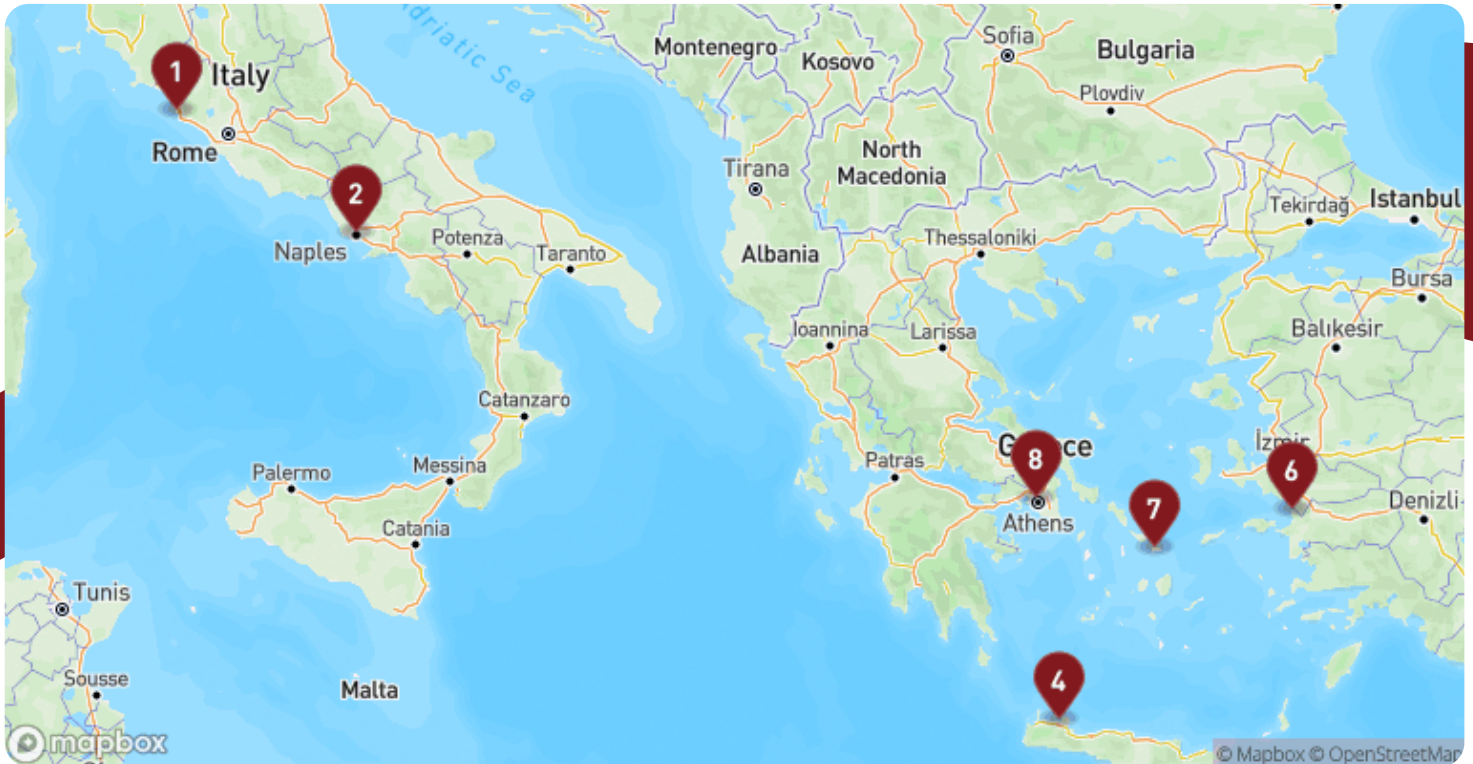 Adriatic Sea
Montenegro
Kosovo
Sofia
Bulgaria
Plovdiv
1
Italy
Rome
Tirana
North
Macedonia
2
Naples
Potenza
Taranto
Albania
Thessaloniki
Tekirdağ
Istanbul
Bursa
Ioannina
Larissa
Balıkesir
Catanzaro
Palermo
Messina
Catania
Patras
Greece
8
Athens
7
İzmir
6
Denizli
Tunis
Sousse
Malta
4
mapbox
© Mapbox © OpenStreetMap